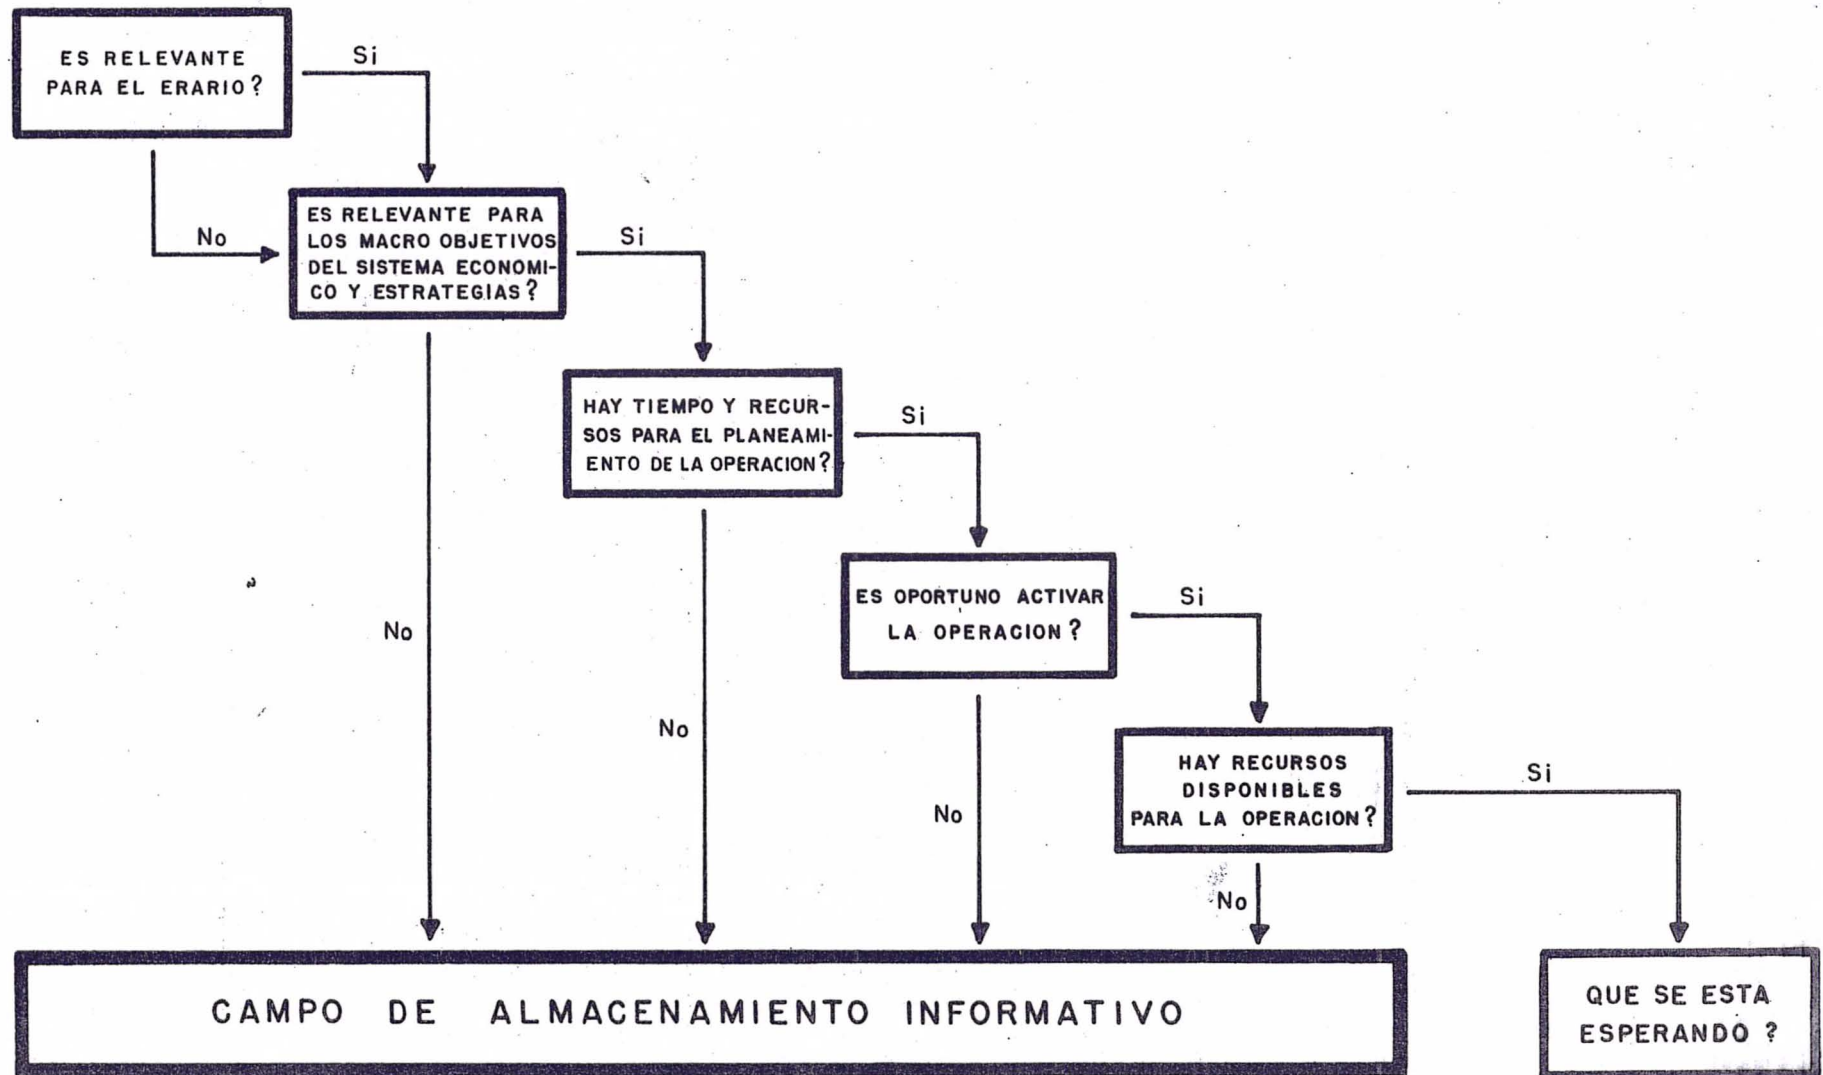 ES RELEVANTE
PARA EL ERARIO?
Si
No
ES RELEVANTE PARA
LOS MACRO OBJETIVOS
DEL SISTEMA ECONOMI-
CO Y ESTRATEGIAS?
Si
No
HAY TIEMPO Y RECUR-
SOS PARA EL PLANEAMI-
ENTO DE LA OPERACION?
Si
No
ES OPORTUNO ACTIVAR
LA OPERACION?
Si
No
HAY RECURSOS
DISPONIBLES
PARA LA OPERACION?
Si
No
CAMPO DE ALMACENAMIENTO INFORMATIVO
QUE SE ESTA
ESPERANDO ?